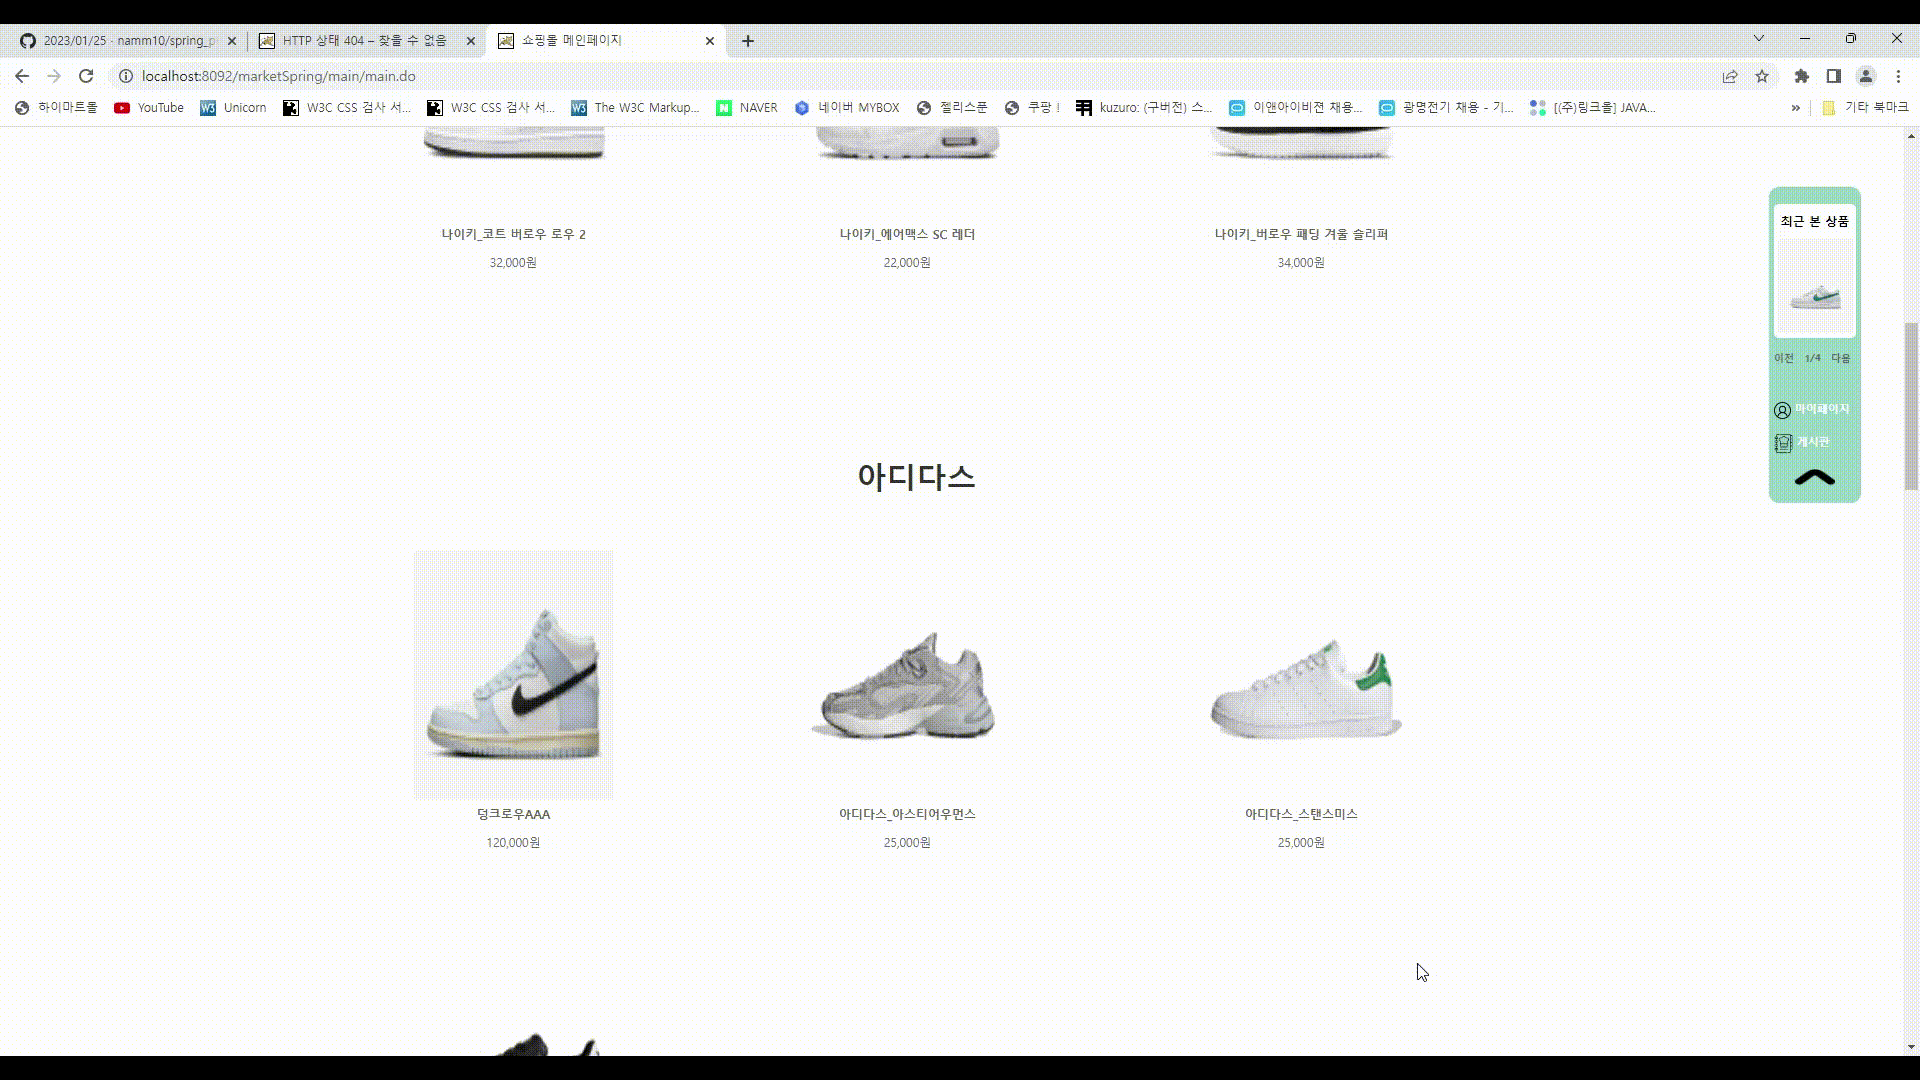 2023/01/25 · namm10/spring_p
HTTP 상태 404 – 찾을 수 없음
쇼핑몰 메인페이지
localhost:8092/marketSpring/main/main.do
하이마트몰
YouTube
Unicorn
W3C CSS 검사 서...
W3C CSS 검사 서...
The W3C Markup...
NAVER
네이버 MYBOX
젤리스푼
쿠팡 !
kuzuro: (구버전) 스...
이앤아이비젼 채용...
광명전기 채용 - 기...
[(주)링크올] JAVA...
»
기타 북마크
나이키_코트 버로우 로우 2
32,000원
나이키_에어맥스 SC 레더
22,000원
나이키_버로우 패딩 겨울 슬리퍼
34,000원
최근 본 상품
이전 1/4 다음
마이페이지
게시판
아디다스
덩크로우AAA
120,000원
아디다스_아스티어우먼스
25,000원
아디다스_스탠스미스
25,000원